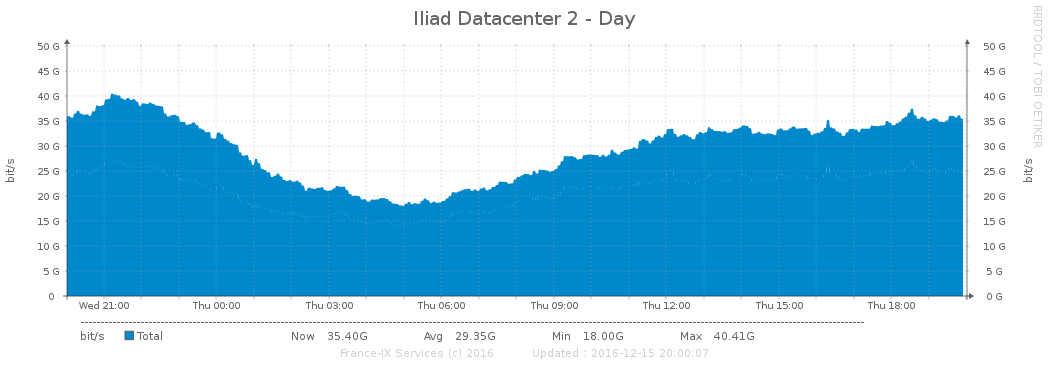 Iliad Datacenter 2 - Day
RRDTOOL / TOBI OETIKER
50 G 50 G
45 G 45 G
40 G 40 G
35 G 35 G
30 G 30 G
25 G 25 G
20 G 20 G
15 G 15 G
10 G 10 G
5 G 5 G
0 0 G
bit/s bit/s
Wed 21:00 Thu 00:00 Thu 03:00 Thu 06:00 Thu 09:00 Thu 12:00 Thu 15:00 Thu 18:00
bit/s Total Now 35.40G Avg 29.35G Min 18.00G Max 40.41G
France-IX Services (c) 2016 Updated : 2016-12-15 20:00:07